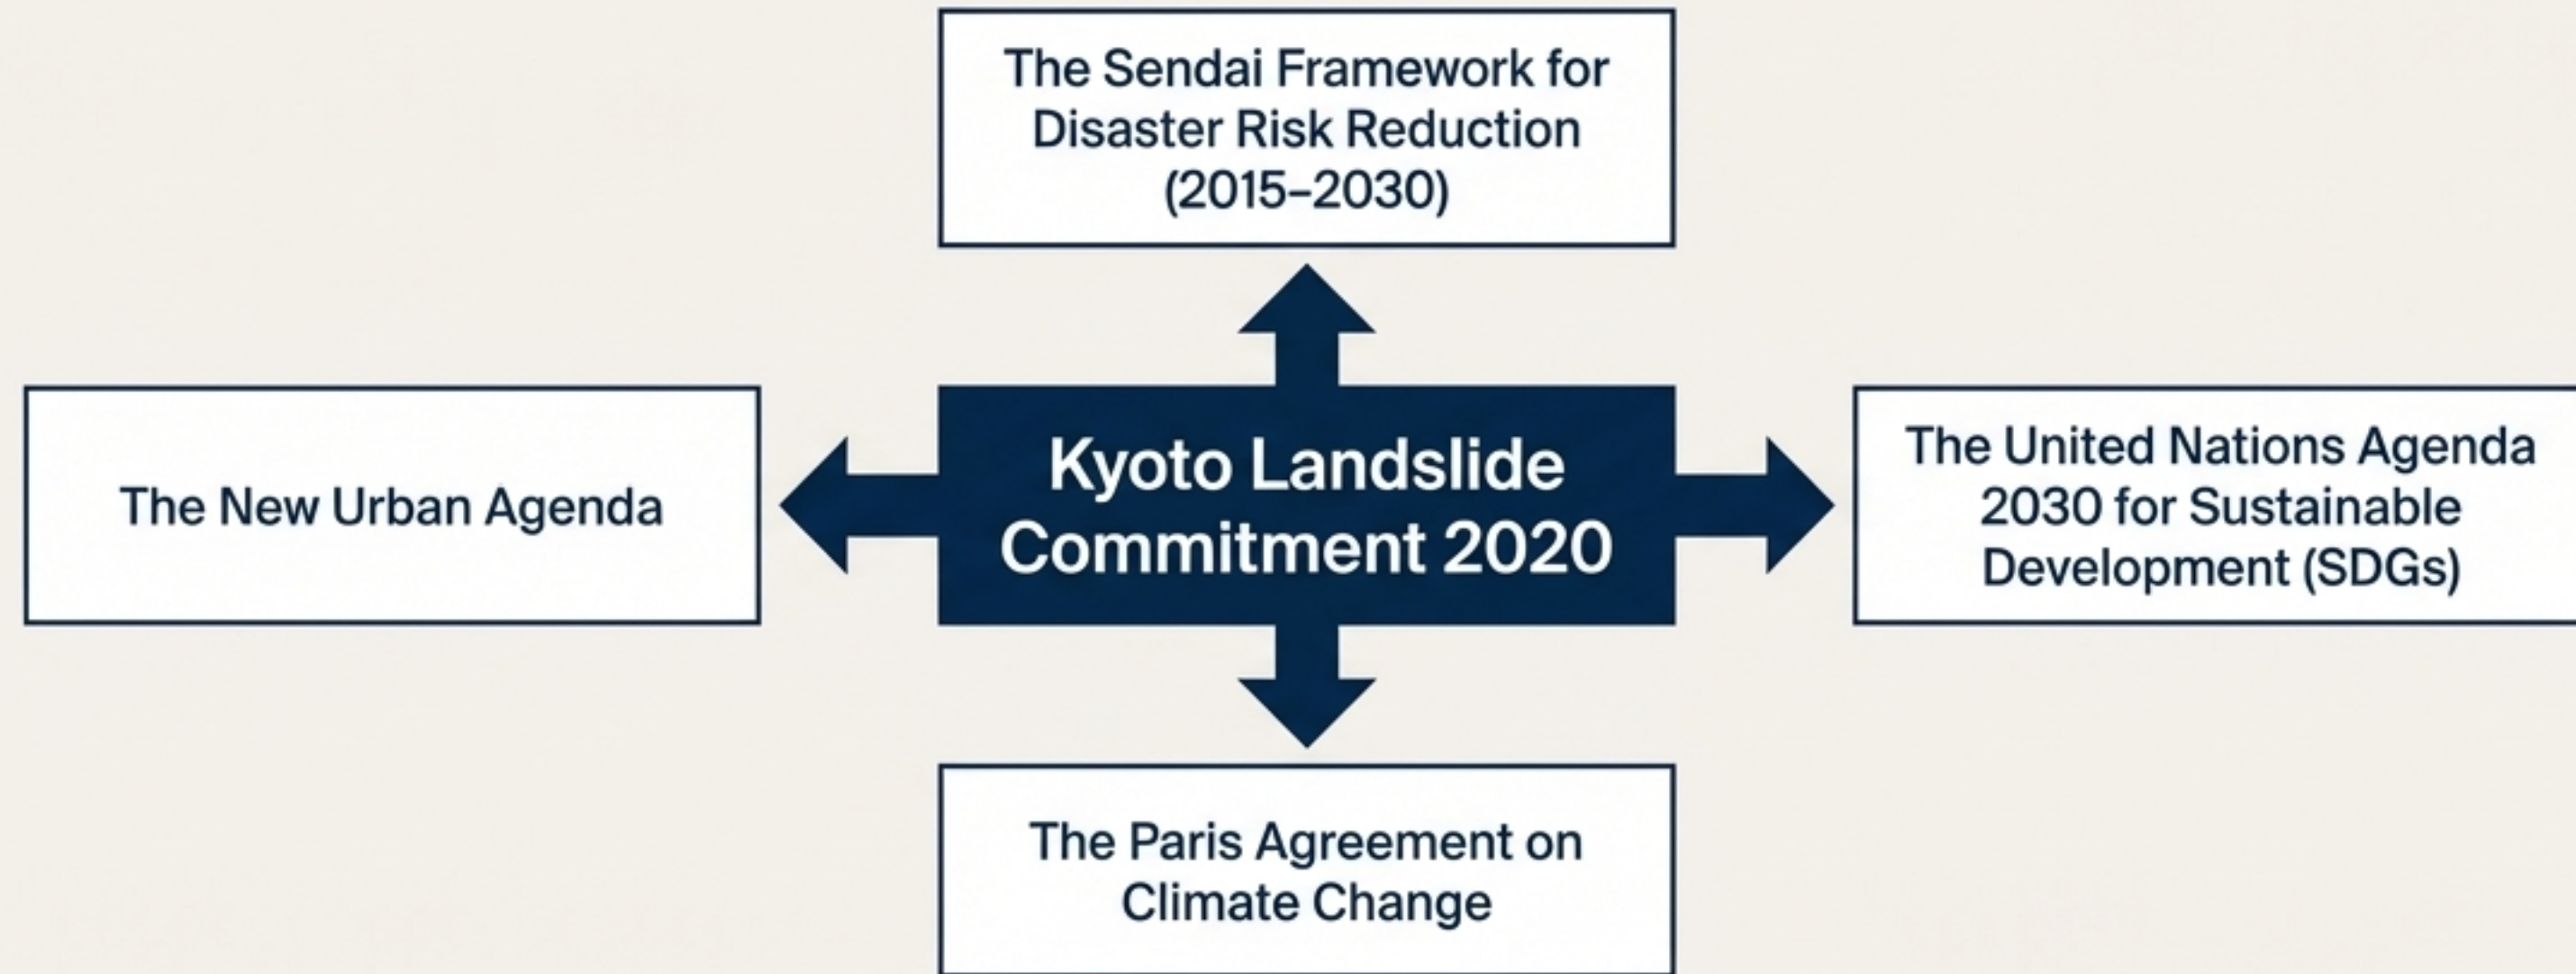 The Sendai Framework for
Disaster Risk Reduction
(2015–2030)
The New Urban Agenda
Kyoto Landslide
Commitment 2020
The United Nations Agenda
2030 for Sustainable
Development (SDGs)
The Paris Agreement on
Climate Change